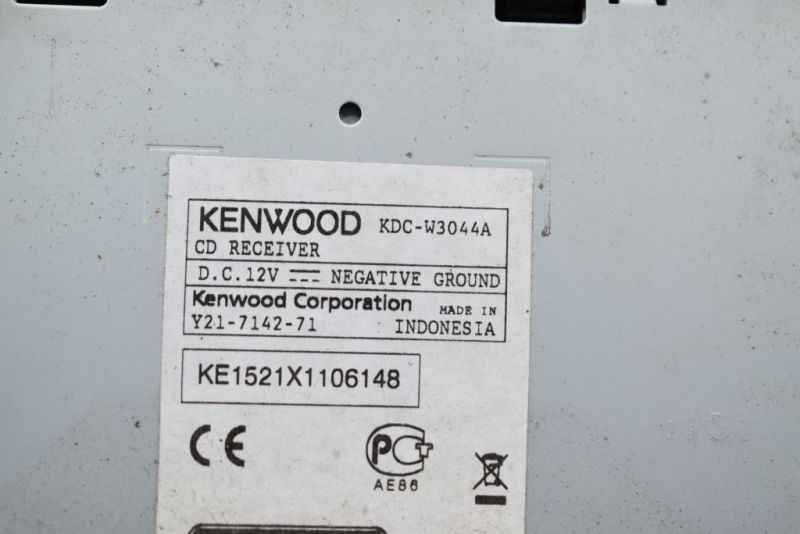 KENWOOD KDC-W3044A
CD RECEIVER
D.C. 12V NEGATIVE GROUND
Kenwood Corporation MADE IN
Y21-7142-71 INDONESIA
KE1521X1106148
CE
PCT
AE86